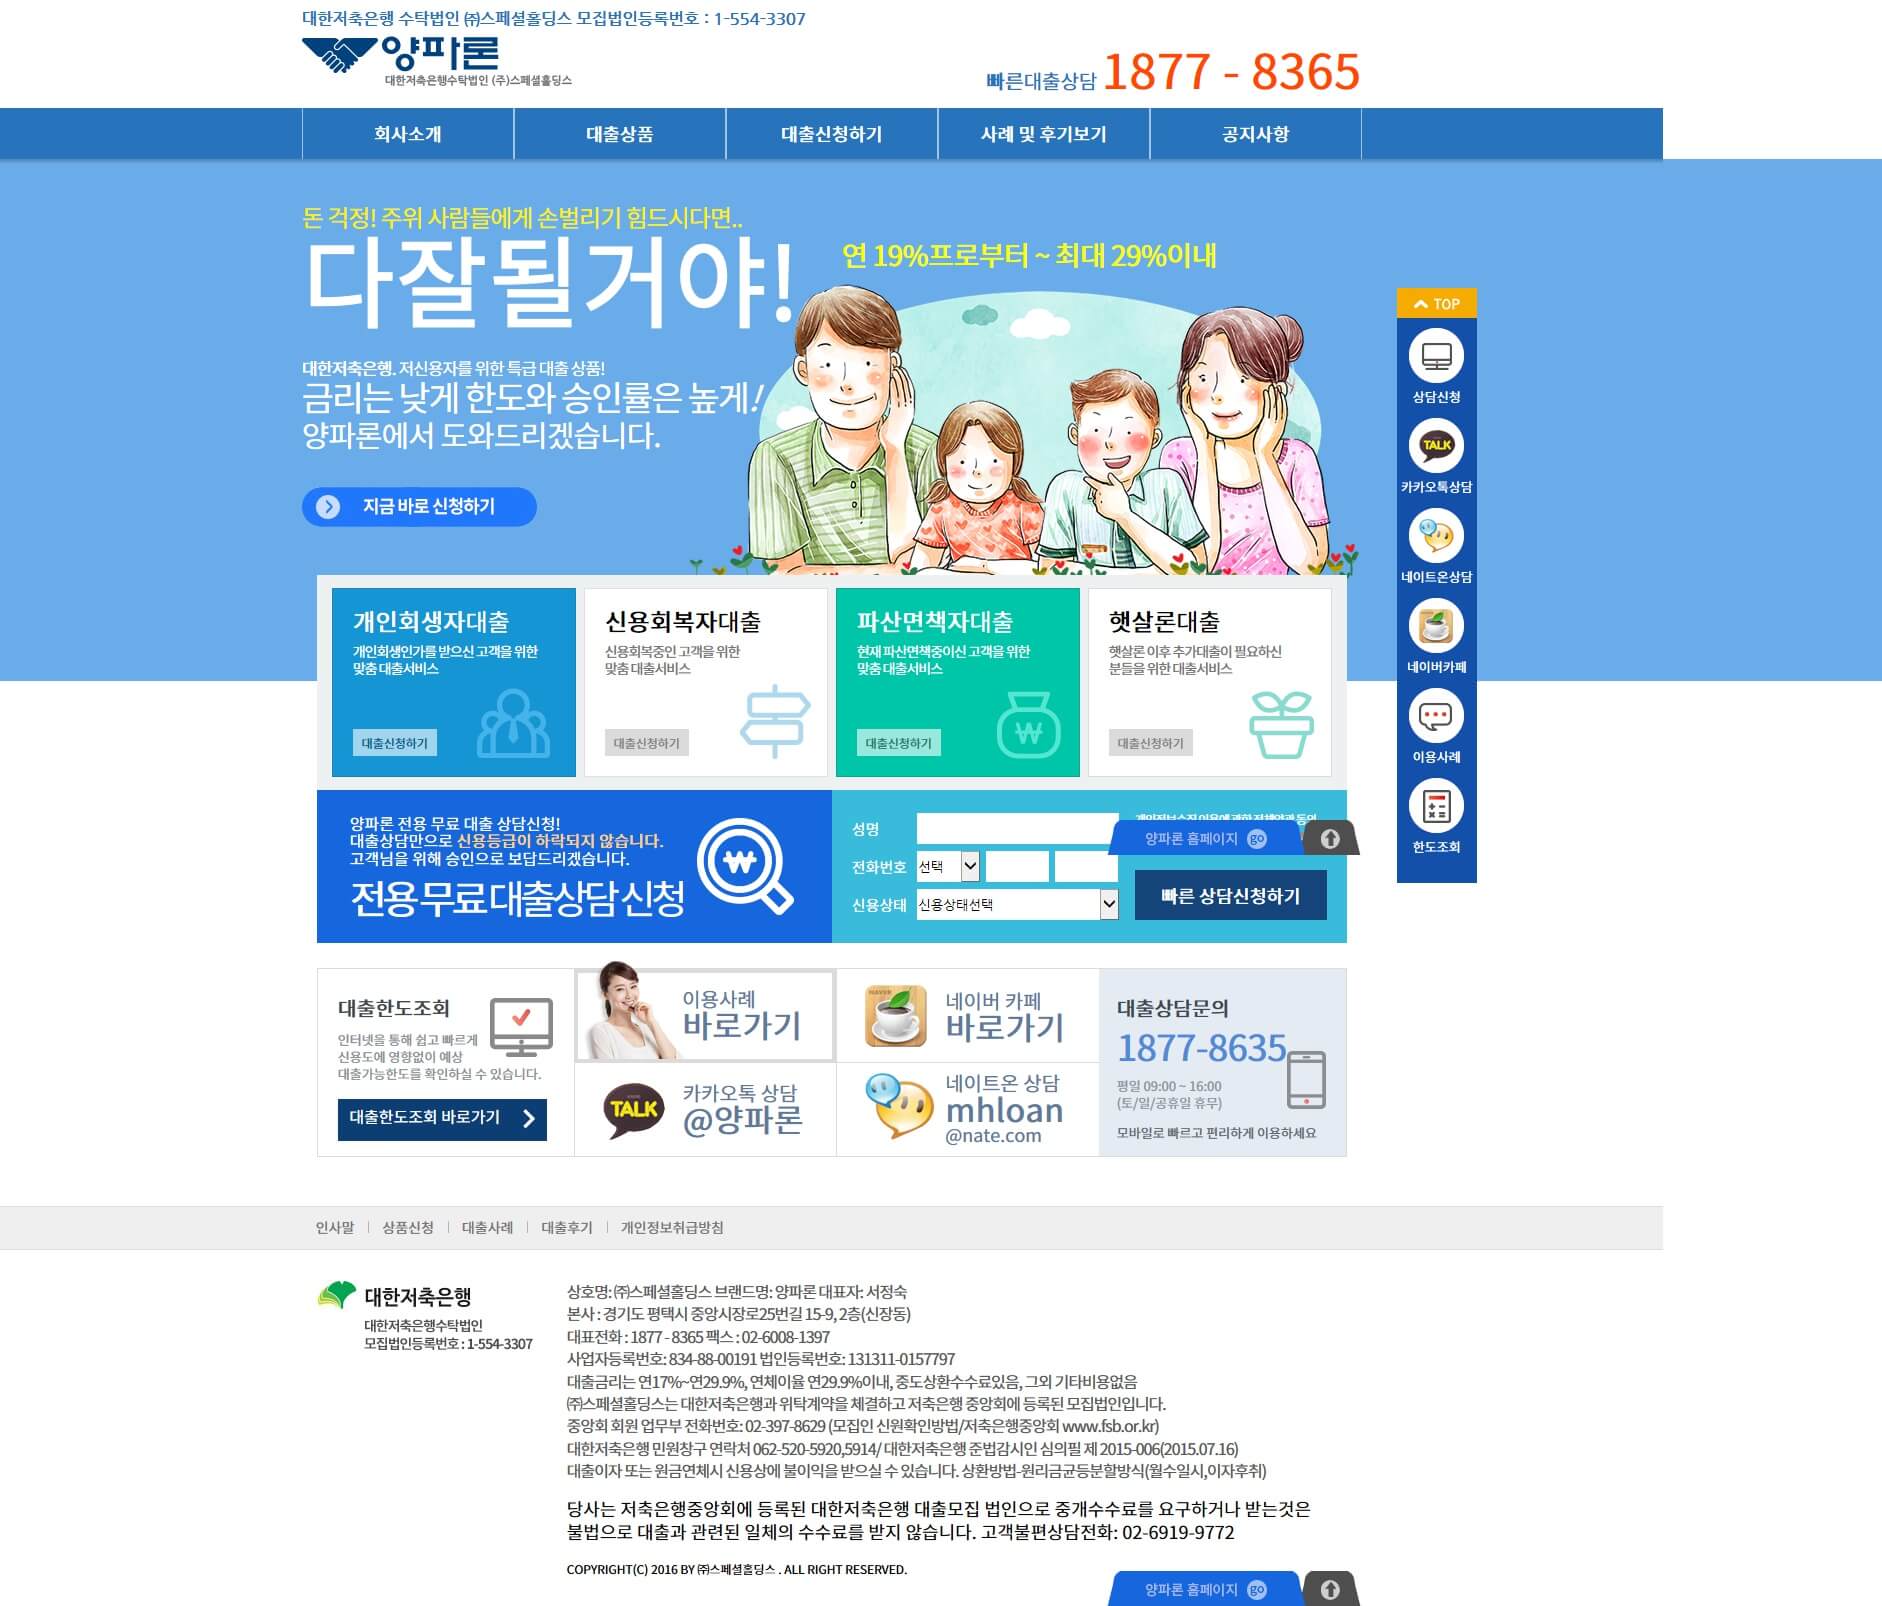 대한저축은행 수탁법인 ㈜스페셜홀딩스 모집법인등록번호 : 1-554-3307
양파론
대한저축은행수탁법인 (주)스페셜홀딩스
빠른대출상담 1877 - 8365
회사소개
대출상품
대출신청하기
사례 및 후기보기
공지사항
돈 걱정! 주위 사람들에게 손벌리기 힘드시다면..
다잘될거야!
연 19%프로부터 ~ 최대 29%이내
대한저축은행. 저신용자를 위한 특급 대출 상품!
금리는 낮게 한도와 승인률은 높게!
양파론에서 도와드리겠습니다.
지금 바로 신청하기
TOP
상담신청
TALK
카카오톡상담
네이트온상담
네이버카페
이용사례
한도조회
개인회생자대출
개인회생인가를 받으신 고객을 위한
맞춤 대출서비스
대출신청하기
신용회복자대출
신용회복중인 고객을 위한
맞춤 대출서비스
대출신청하기
파산면책자대출
현재 파산면책중이신 고객을 위한
맞춤 대출서비스
대출신청하기
햇살론대출
햇살론 이후 추가대출이 필요하신
분들을 위한 대출서비스
대출신청하기
양파론 전용 무료 대출 상담신청!
대출상담만으로 신용등급이 하락되지 않습니다.
고객님을 위해 승인으로 보답드리겠습니다.
전용 무료 대출상담 신청
성명
전화번호 선택
신용상태 신용상태선택
양파론 홈페이지 go
빠른 상담신청하기
대출한도조회
인터넷을 통해 쉽고 빠르게
신용도에 영향없이 예상
대출가능한도를 확인하실 수 있습니다.
대출한도조회 바로가기
이용사례
바로가기
네이버 카페
바로가기
TALK
카카오톡 상담
@양파론
네이트온 상담
mhloan
@nate.com
대출상담문의
1877-8635
평일 09:00 ~ 16:00
(토/일/공휴일 휴무)
모바일로 빠르고 편리하게 이용하세요
인사말
상품신청
대출사례
대출후기
개인정보취급방침
대한저축은행
대한저축은행수탁법인
모집법인등록번호 : 1-554-3307
상호명: ㈜스페셜홀딩스 브랜드명: 양파론 대표자: 서정숙
본사 : 경기도 평택시 중앙시장로25번길 15-9, 2층(신장동)
대표전화 : 1877 - 8365 팩스 : 02-6008-1397
사업자등록번호: 834-88-00191 법인등록번호: 131311-0157797
대출금리는 연17%~연29.9%, 연체이율 연29.9%이내, 중도상환수수료있음, 그외 기타비용없음
㈜스페셜홀딩스는 대한저축은행과 위탁계약을 체결하고 저축은행 중앙회에 등록된 모집법인입니다.
중앙회 회원 업무부 전화번호: 02-397-8629 (모집인 신원확인방법/저축은행중앙회 www.fsb.or.kr)
대한저축은행 민원창구 연락처 062-520-5920,5914/ 대한저축은행 준법감시인 심의필 제 2015-006(2015.07.16)
대출이자 또는 원금연체시 신용상에 불이익을 받으실 수 있습니다. 상환방법-원리금균등분할방식(월수일시,이자후취)
당사는 저축은행중앙회에 등록된 대한저축은행 대출모집 법인으로 중개수수료를 요구하거나 받는것은
불법으로 대출과 관련된 일체의 수수료를 받지 않습니다. 고객불편상담전화: 02-6919-9772
COPYRIGHT(C) 2016 BY ㈜스페셜홀딩스 . ALL RIGHT RESERVED.
양파론 홈페이지 go